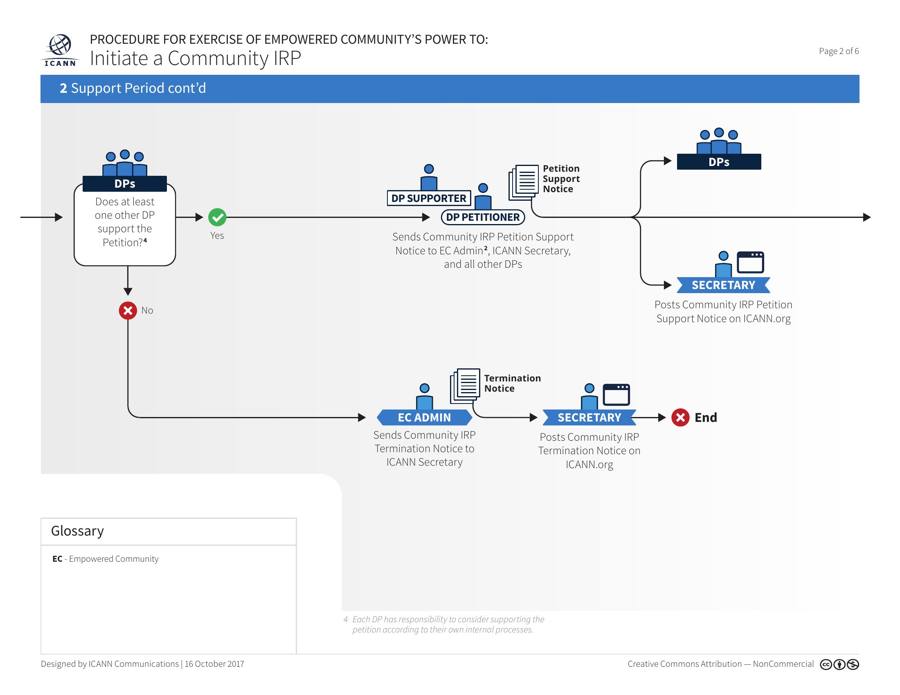 ICANN
PROCEDURE FOR EXERCISE OF EMPOWERED COMMUNITY'S POWER TO:
Initiate a Community IRP
Page 2 of 6
2 Support Period cont'd
DPs
Does at least
one other DP
support the
Petition?⁴
Yes
No
DP SUPPORTER
DP PETITIONER
Petition
Support
Notice
Sends Community IRP Petition Support
Notice to EC Admin², ICANN Secretary,
and all other DPs
DPs
SECRETARY
Posts Community IRP Petition
Support Notice on ICANN.org
EC ADMIN
Termination
Notice
Sends Community IRP
Termination Notice to
ICANN Secretary
SECRETARY
Posts Community IRP
Termination Notice on
ICANN.org
End
Glossary
EC - Empowered Community
4 Each DP has responsibility to consider supporting the
petition according to their own internal processes.
Designed by ICANN Communications | 16 October 2017
Creative Commons Attribution — NonCommercial